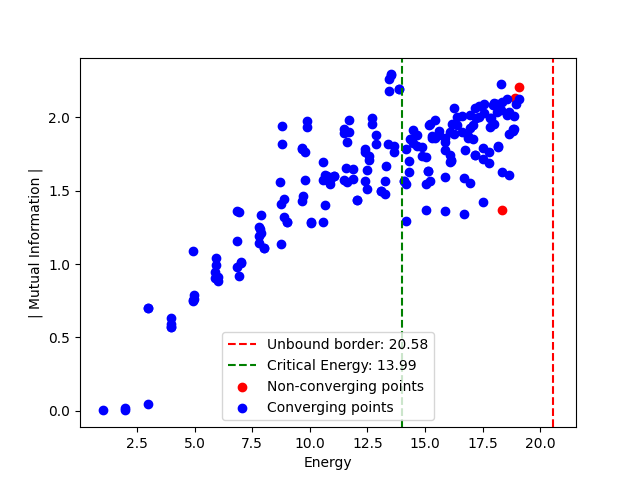 2.0
1.5
1.0
0.5
0.0
| Mutual Information |
Unbound border: 20.58
Critical Energy: 13.99
Non-converging points
Converging points
2.5 5.0 7.5 10.0 12.5 15.0 17.5 20.0
Energy